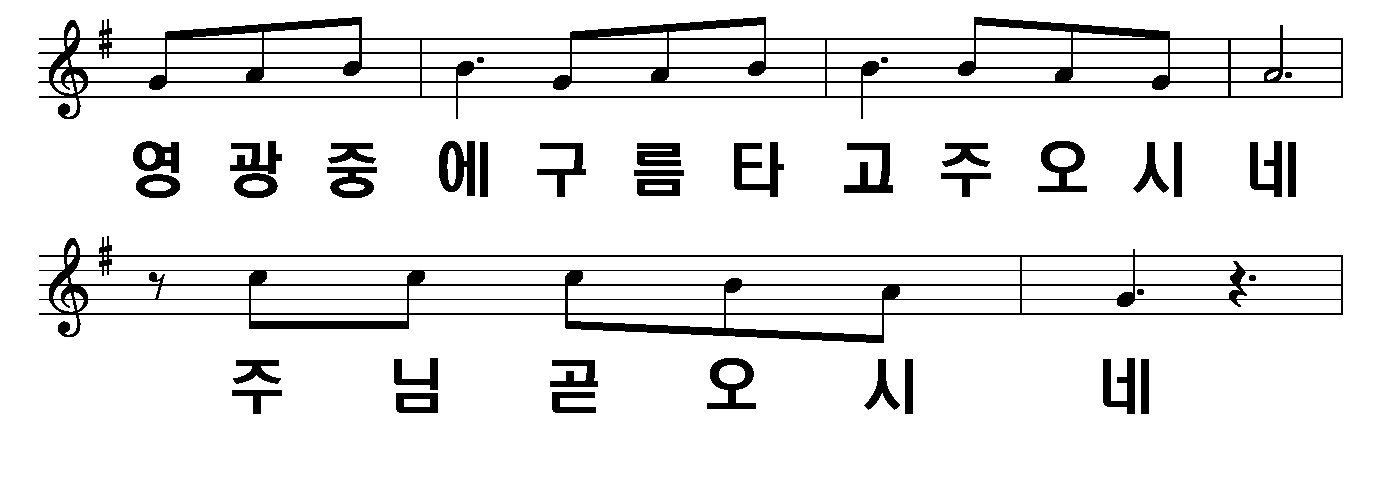 영 광 중 에 구 름 타 고 주 오 시 네
주 님 곧 오 시 네